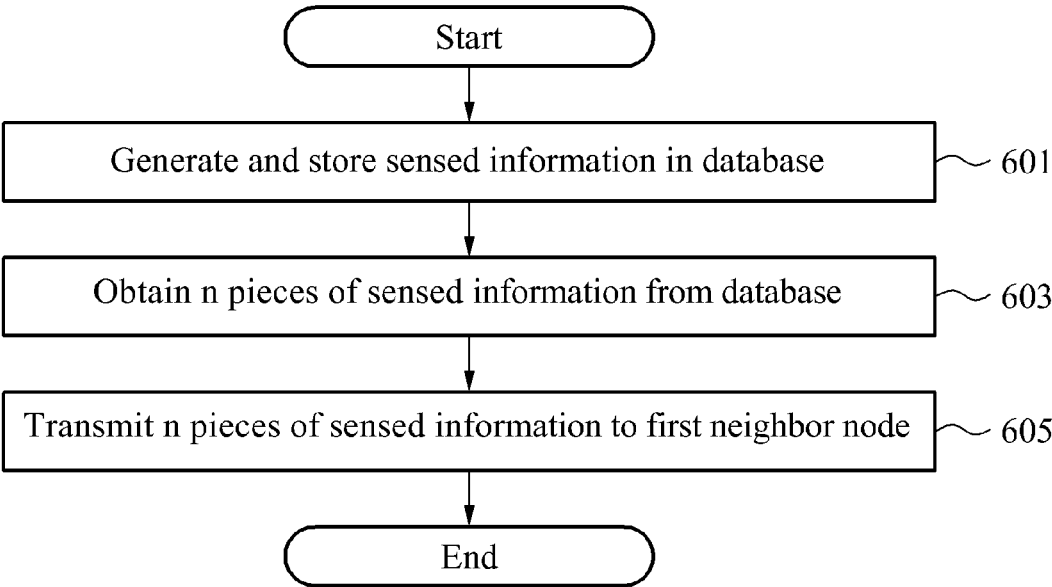 Start
Generate and store sensed information in database
601
Obtain n pieces of sensed information from database
603
Transmit n pieces of sensed information to first neighbor node
605
End